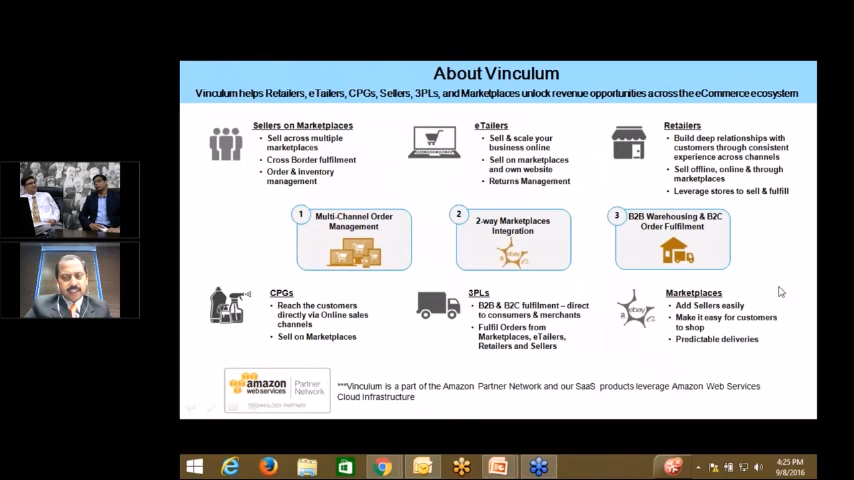 About Vinculum
Vinculum helps Retailers, eTailers, CPGs, Sellers, 3PLs, and Marketplaces unlock revenue opportunities across the eCommerce ecosystem
Sellers on Marketplaces
• Sell across multiple
marketplaces
• Cross Border fulfilment
• Order & inventory
management
eTailers
• Sell & scale your
business online
• Sell on marketplaces
and own website
• Returns Management
Retailers
• Build deep relationships with
customers through consistent
experience across channels
• Sell offline, online & through
marketplaces
• Leverage stores to sell & fulfill
1
Multi-Channel Order
Management
2
2-way Marketplaces
Integration
ebay
3
B2B Warehousing & B2C
Order Fulfilment
CPGs
• Reach the customers
directly via Online sales
channels
• Sell on Marketplaces
3PLs
• B2B & B2C fulfilment – direct
to consumers & merchants
• Fulfil Orders from
Marketplaces, eTailers,
Retailers and Sellers
a ebay
Marketplaces
• Add Sellers easily
• Make it easy for customers
to shop
• Predictable deliveries
amazon
webservices
Partner
Network
TECHNOLOGY PARTNER
***Vinculum is a part of the Amazon Partner Network and our SaaS products leverage Amazon Web Services
Cloud Infrastructure
4:25 PM
9/8/2016